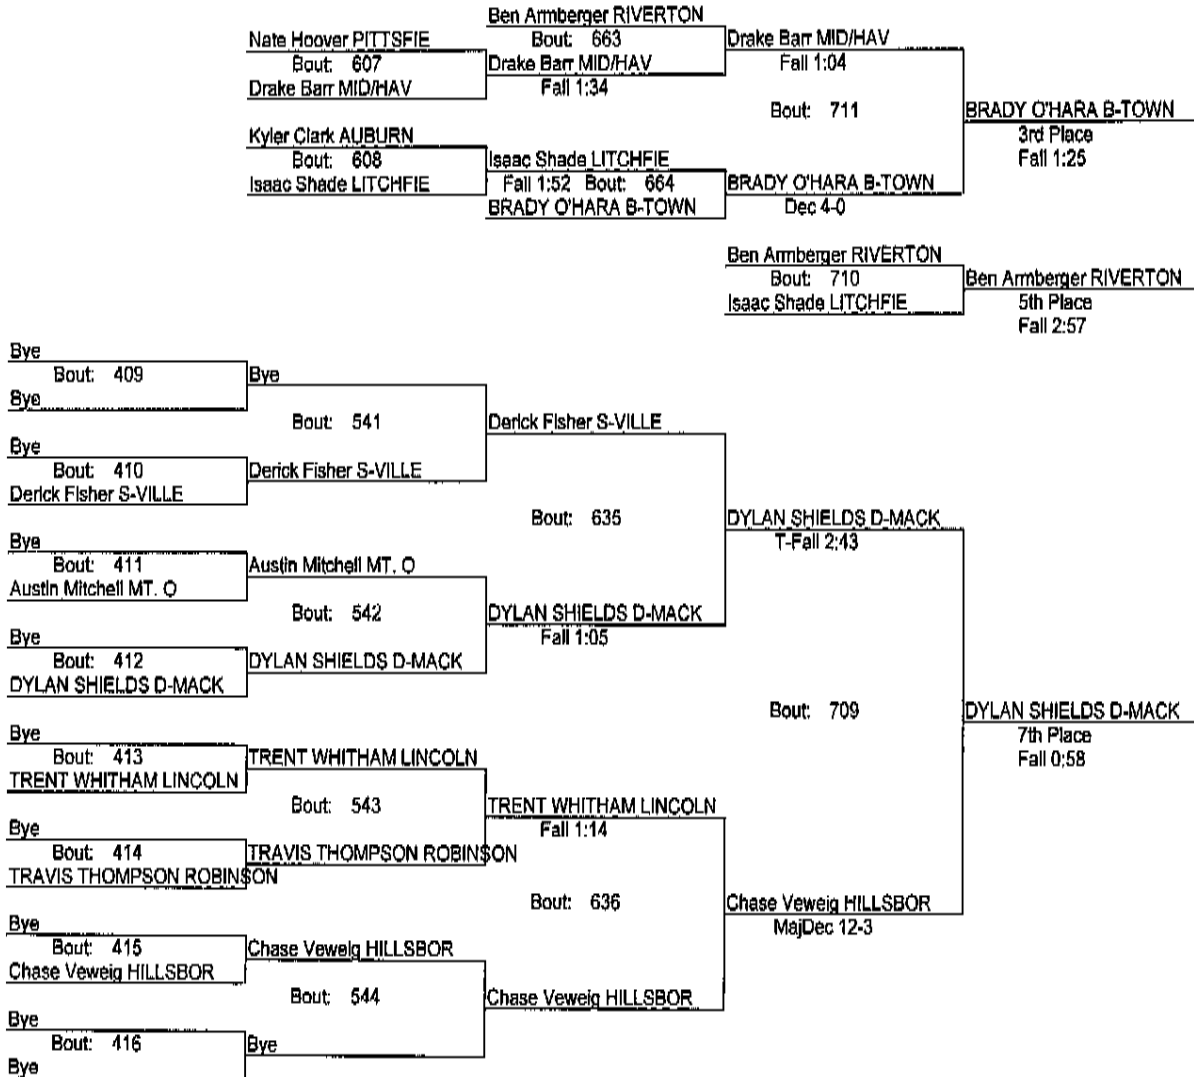 Ben Armberger RIVERTON
Nate Hoover PITTSFIE
Bout: 663
Drake Barr MID/HAV
Bout: 607
Drake Barr MID/HAV
Fall 1:04
Drake Barr MID/HAV
Fall 1:34
Bout: 711
BRADY O'HARA B-TOWN
Kyler Clark AUBURN
3rd Place
Bout: 608
Isaac Shade LITCHFIE
Fall 1:25
Isaac Shade LITCHFIE
Fall 1:52 Bout: 664
BRADY O'HARA B-TOWN
BRADY O'HARA B-TOWN
Dec 4-0
Ben Armberger RIVERTON
Bout: 710
Ben Armberger RIVERTON
Isaac Shade LITCHFIE
5th Place
Fall 2:57
Bye
Bout: 409
Bye
Bye
Bout: 541
Derick Fisher S-VILLE
Bye
Bout: 410
Derick Fisher S-VILLE
Derick Fisher S-VILLE
Bout: 635
DYLAN SHIELDS D-MACK
Bye
T-Fall 2:43
Bout: 411
Austin Mitchell MT. O
Austin Mitchell MT. O
Bout: 542
DYLAN SHIELDS D-MACK
Bye
Fall 1:05
Bout: 412
DYLAN SHIELDS D-MACK
DYLAN SHIELDS D-MACK
Bout: 709
DYLAN SHIELDS D-MACK
Bye
7th Place
Bout: 413
TRENT WHITHAM LINCOLN
Fall 0:58
TRENT WHITHAM LINCOLN
Bout: 543
TRENT WHITHAM LINCOLN
Bye
Fall 1:14
Bout: 414
TRAVIS THOMPSON ROBINSON
TRAVIS THOMPSON ROBINSON
Bout: 636
Chase Veweig HILLSBOR
Bye
MajDec 12-3
Bout: 415
Chase Veweig HILLSBOR
Chase Veweig HILLSBOR
Bout: 544
Chase Veweig HILLSBOR
Bye
Bout: 416
Bye
Bye